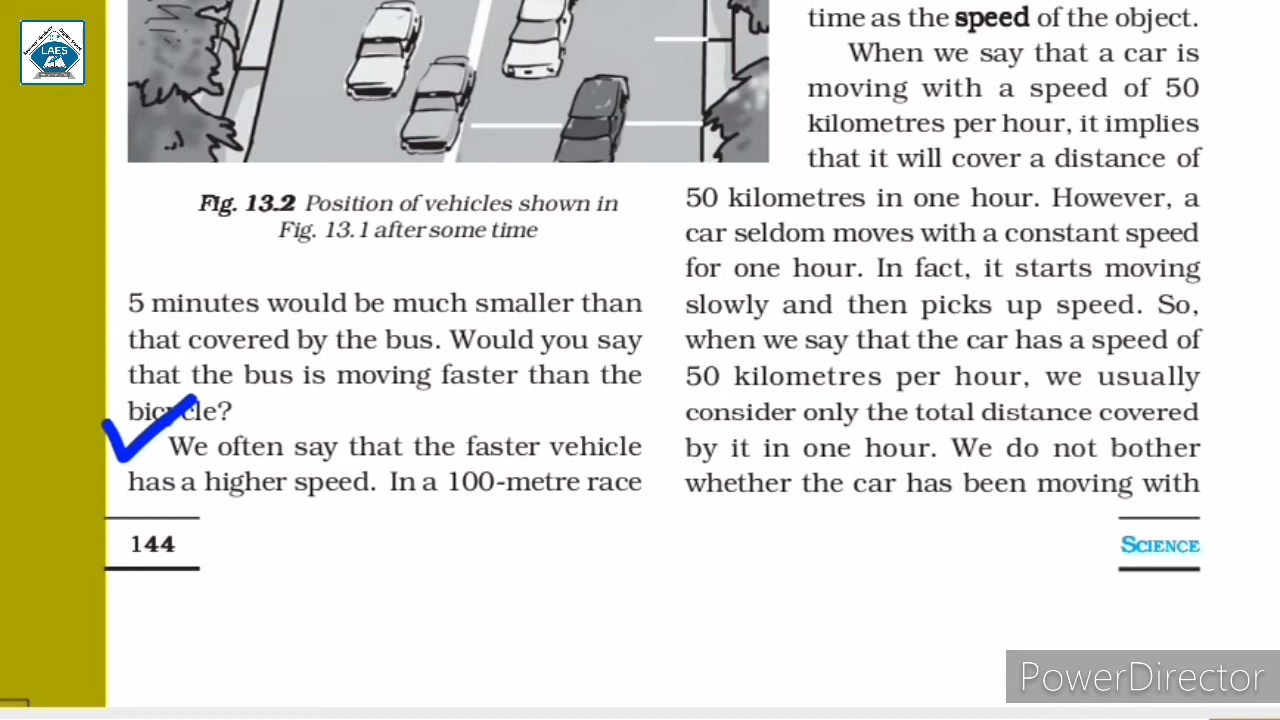 LAES
Fig. 13.2 Position of vehicles shown in
Fig. 13.1 after some time
5 minutes would be much smaller than
that covered by the bus. Would you say
that the bus is moving faster than the
bicycle?
We often say that the faster vehicle
has a higher speed. In a 100-metre race
time as the speed of the object.
When we say that a car is
moving with a speed of 50
kilometres per hour, it implies
that it will cover a distance of
50 kilometres in one hour. However, a
car seldom moves with a constant speed
for one hour. In fact, it starts moving
slowly and then picks up speed. So,
when we say that the car has a speed of
50 kilometres per hour, we usually
consider only the total distance covered
by it in one hour. We do not bother
whether the car has been moving with
144
SCIENCE
PowerDirector